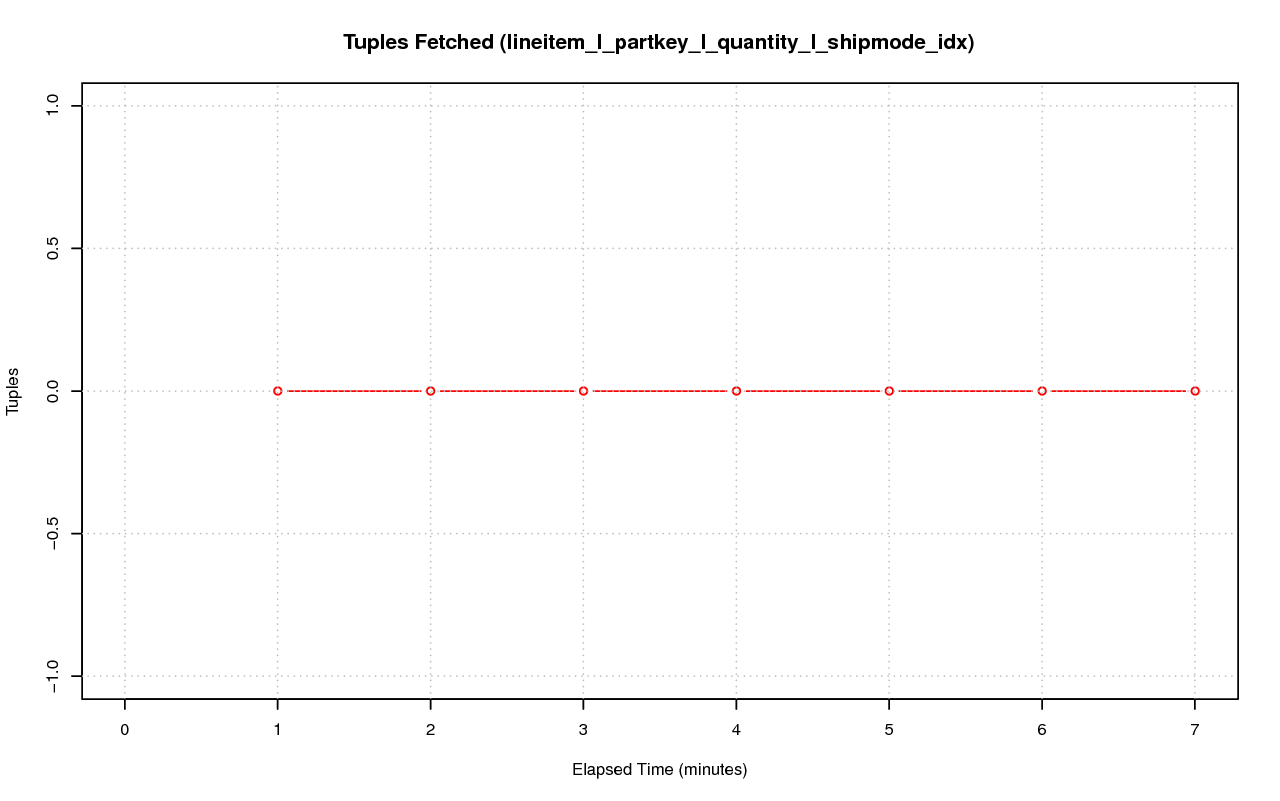 Tuples Fetched (lineitem_l_partkey_l_quantity_l_shipmode_idx)
1.0
0.5
0.0
−0.5
−1.0
Tuples
0 1 2 3 4 5 6 7
Elapsed Time (minutes)